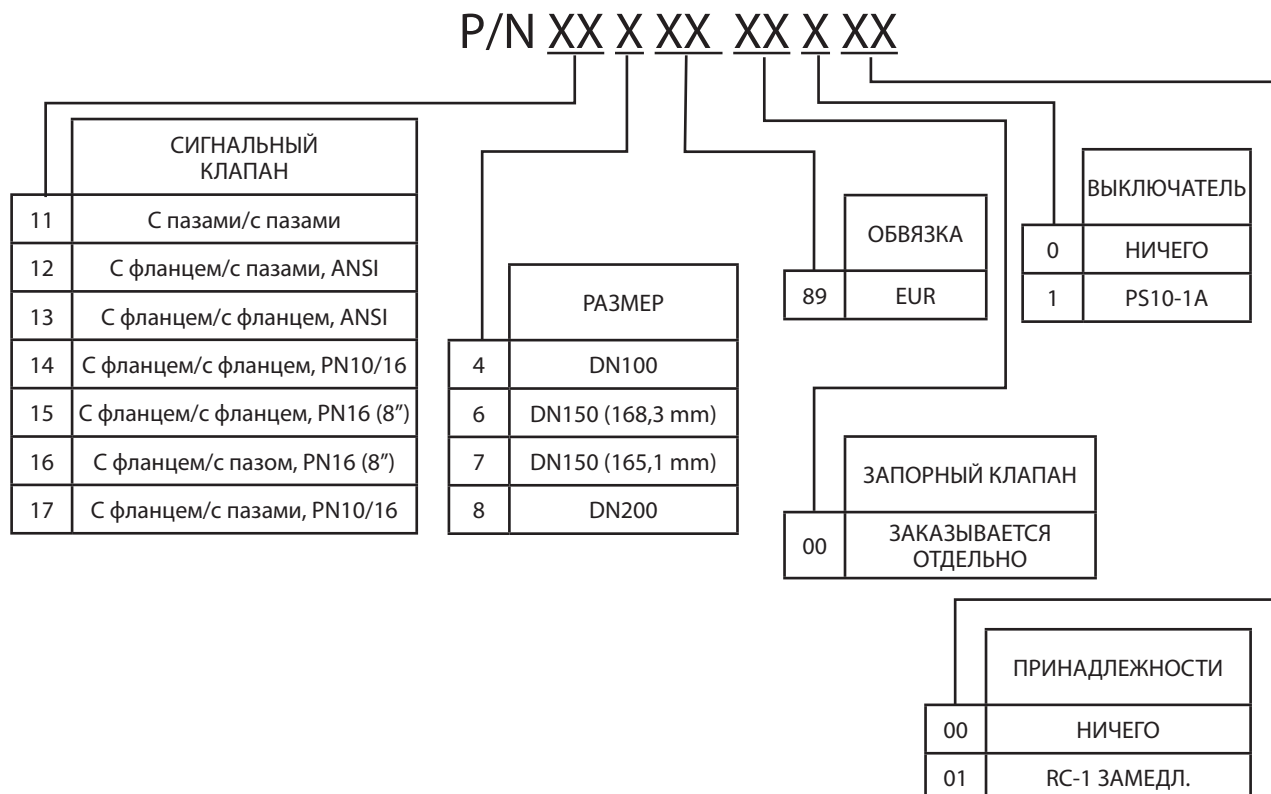 P/N XX X XX XX X XX
СИГНАЛЬНЫЙ
КЛАПАН
11 С пазами/с пазами
12 С фланцем/с пазами, ANSI
13 С фланцем/с фланцем, ANSI
14 С фланцем/с фланцем, PN10/16
15 С фланцем/с фланцем, PN16 (8”)
16 С фланцем/с пазом, PN16 (8”)
17 С фланцем/с пазами, PN10/16
РАЗМЕР
4 DN100
6 DN150 (168,3 mm)
7 DN150 (165,1 mm)
8 DN200
ОБВЯЗКА
89 EUR
ЗАПОРНЫЙ КЛАПАН
00 ЗАКАЗЫВАЕТСЯ
ОТДЕЛЬНО
ВЫКЛЮЧАТЕЛЬ
0 НИЧЕГО
1 PS10-1A
ПРИНАДЛЕЖНОСТИ
00 НИЧЕГО
01 RC-1 ЗАМЕДЛ.